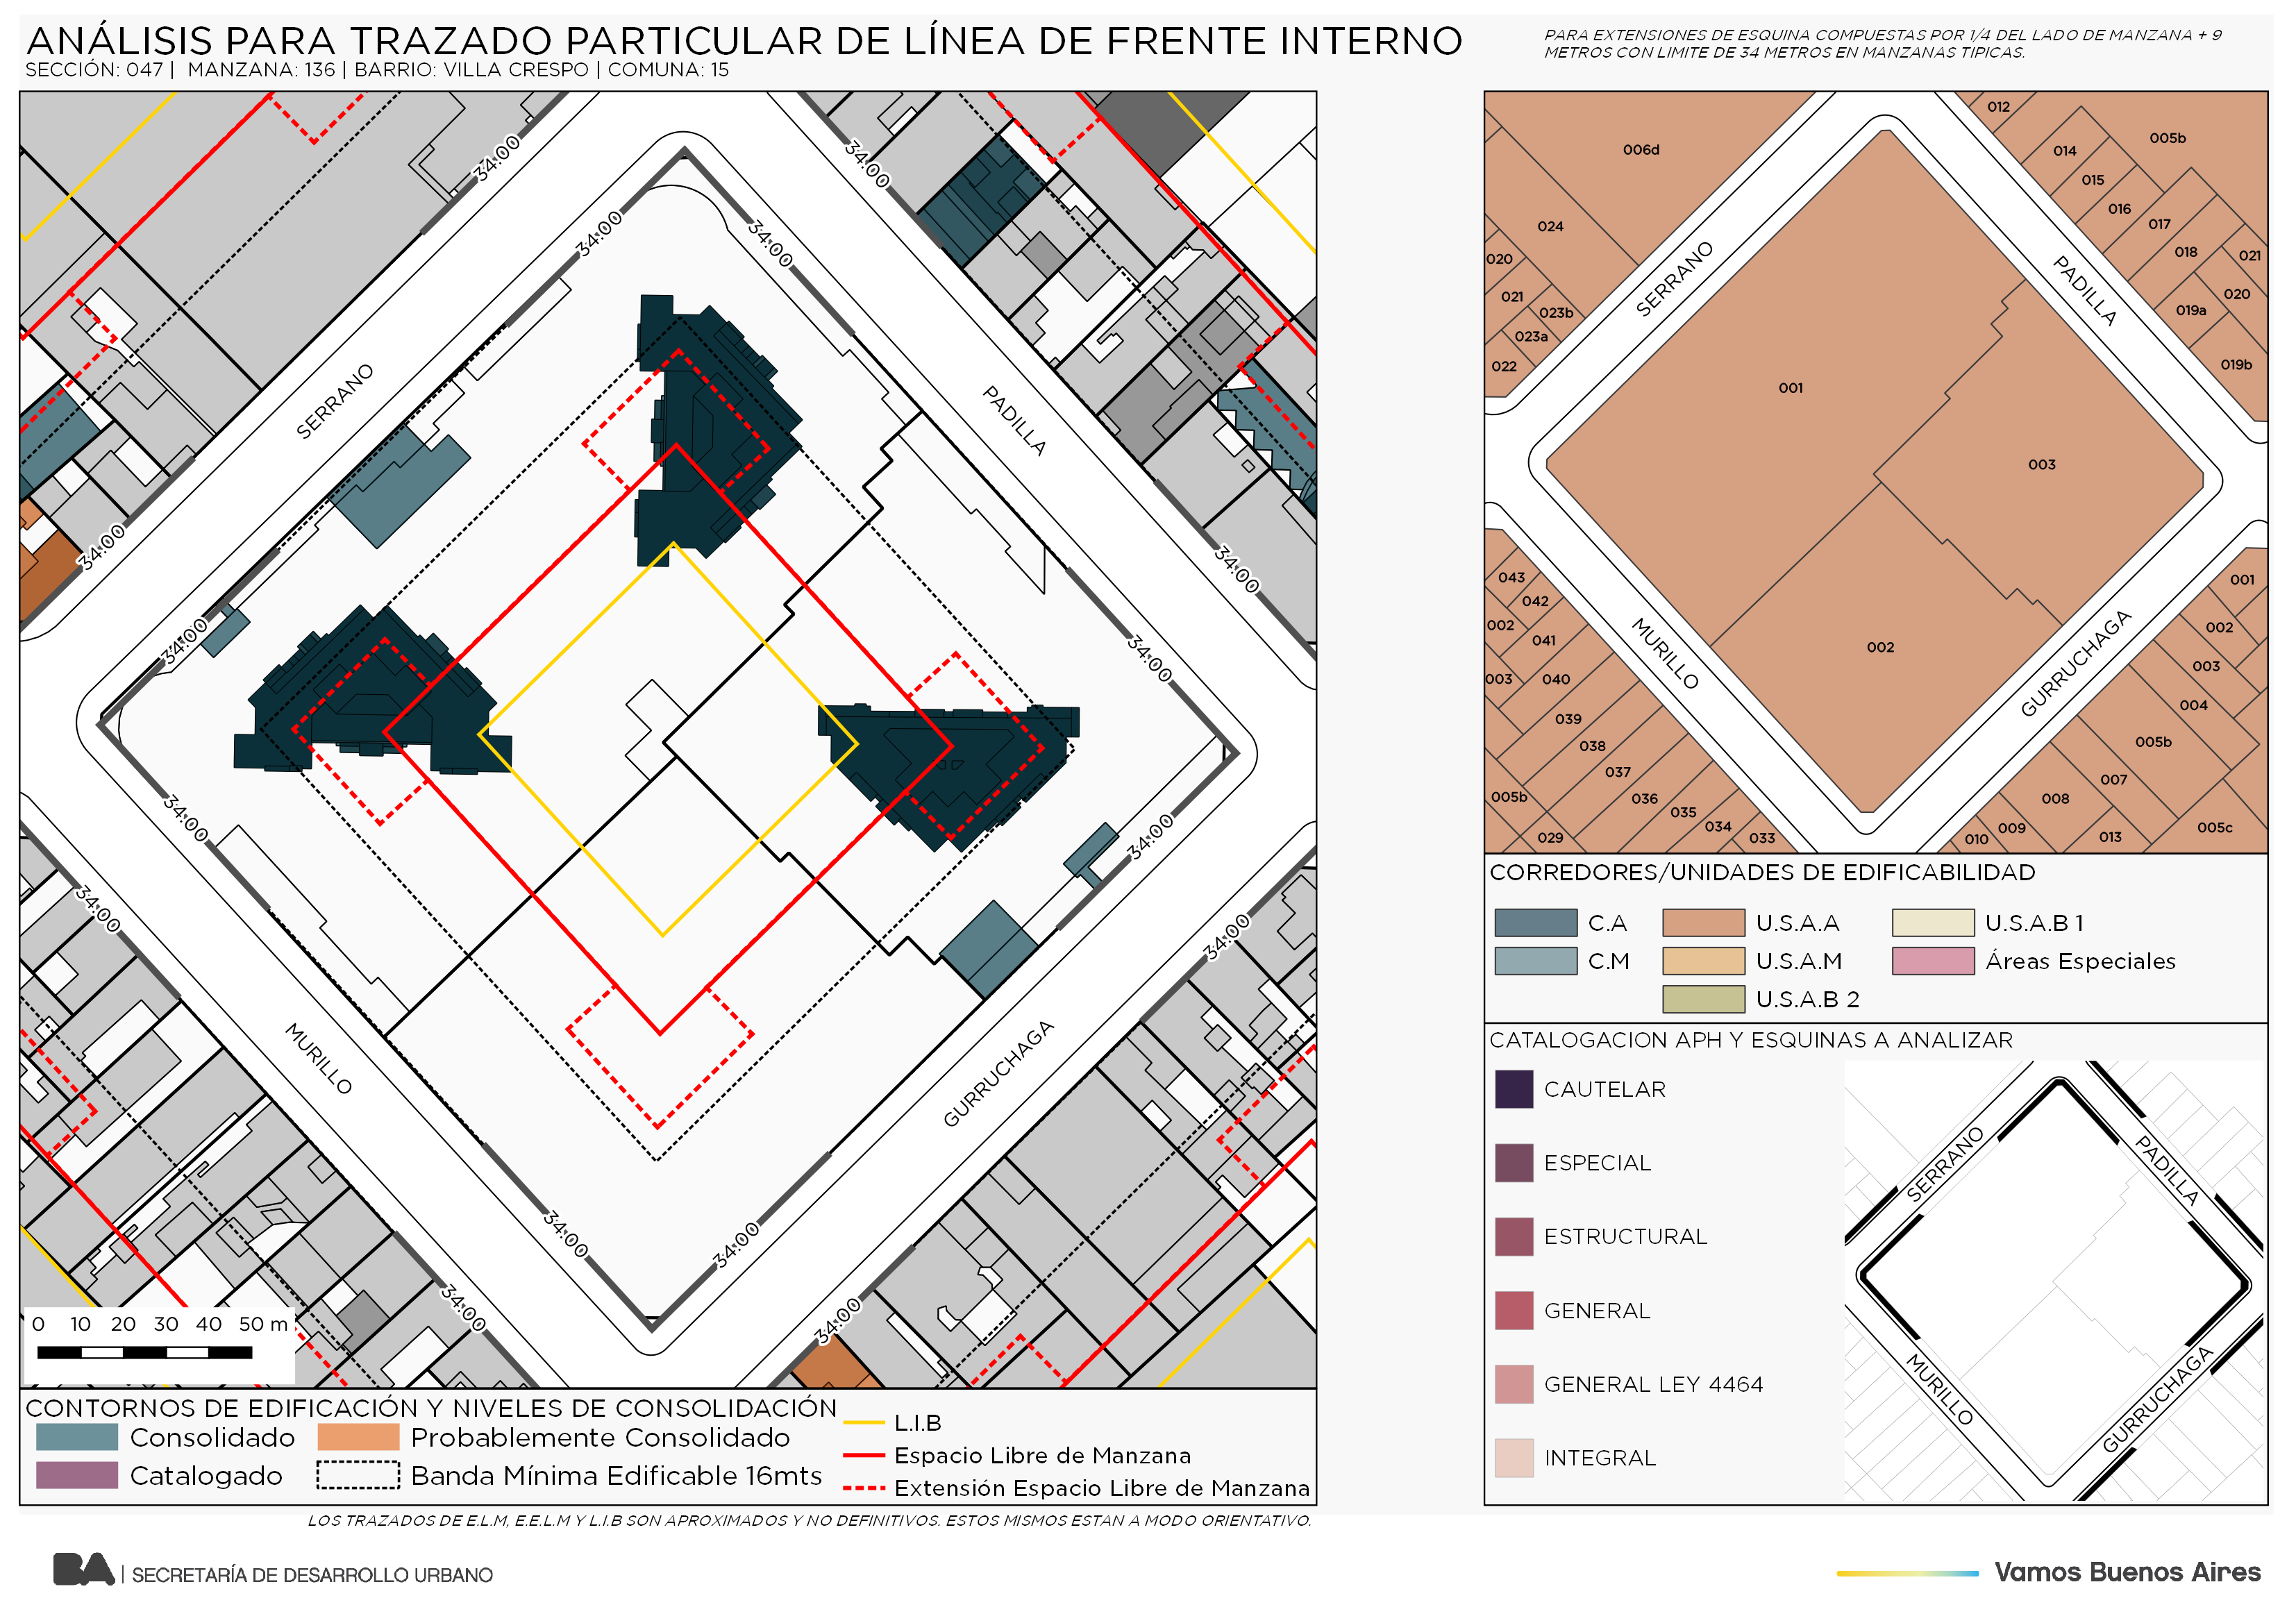 ANÁLISIS PARA TRAZADO PARTICULAR DE LÍNEA DE FRENTE INTERNO
SECCIÓN: 047 | MANZANA: 136 | BARRIO: VILLA CRESPO | COMUNA: 15
PARA EXTENSIONES DE ESQUINA COMPUESTAS POR 1/4 DEL LADO DE MANZANA + 9
METROS CON LIMITE DE 34 METROS EN MANZANAS TIPICAS.
34:00
34:00
34:00
34:00
SERRANO
PADILLA
34:00
34:00
34:00
34:00
34:00
34:00
34:00
34:00
MURILLO
GURRUCHAGA
34:00
34:00
34:00
34:00
0 10 20 30 40 50 m
CONTORNOS DE EDIFICACIÓN Y NIVELES DE CONSOLIDACIÓN
Consolidado
Probablemente Consolidado
Catalogado
Banda Mínima Edificable 16mts
L.I.B
Espacio Libre de Manzana
Extensión Espacio Libre de Manzana
LOS TRAZADOS DE E.L.M, E.E.L.M Y L.I.B SON APROXIMADOS Y NO DEFINITIVOS. ESTOS MISMOS ESTAN A MODO ORIENTATIVO.
006d
012
005b
014
015
016
017
024
018
021
020
020
021
023b
019a
023a
022
019b
SERRANO
PADILLA
001
003
002
MURILLO
GURRUCHAGA
043
042
002
041
003
040
039
038
037
036
035
034
033
005b
029
001
002
003
004
005b
007
008
009
010
013
005c
CORREDORES/UNIDADES DE EDIFICABILIDAD
C.A
U.S.A.A
U.S.A.B 1
C.M
U.S.A.M
Áreas Especiales
U.S.A.B 2
CATALOGACION APH Y ESQUINAS A ANALIZAR
CAUTELAR
ESPECIAL
ESTRUCTURAL
GENERAL
GENERAL LEY 4464
INTEGRAL
SERRANO
PADILLA
MURILLO
GURRUCHAGA
BA | SECRETARÍA DE DESARROLLO URBANO
Vamos Buenos Aires